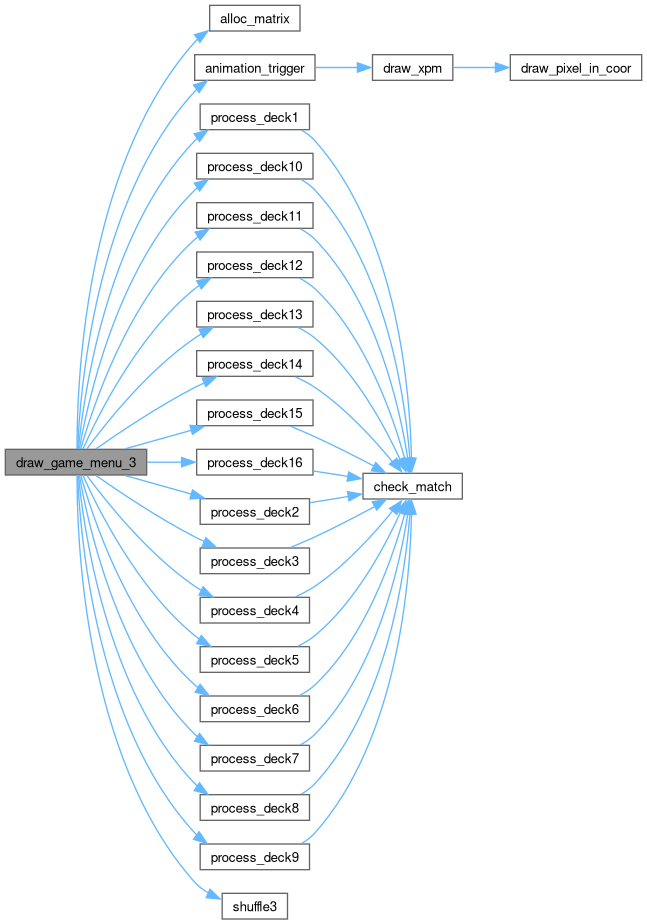 alloc_matrix
animation_trigger
draw_xpm
draw_pixel_in_coor
process_deck1
process_deck10
process_deck11
process_deck12
process_deck13
process_deck14
process_deck15
draw_game_menu_3
process_deck16
check_match
process_deck2
process_deck3
process_deck4
process_deck5
process_deck6
process_deck7
process_deck8
process_deck9
shuffle3